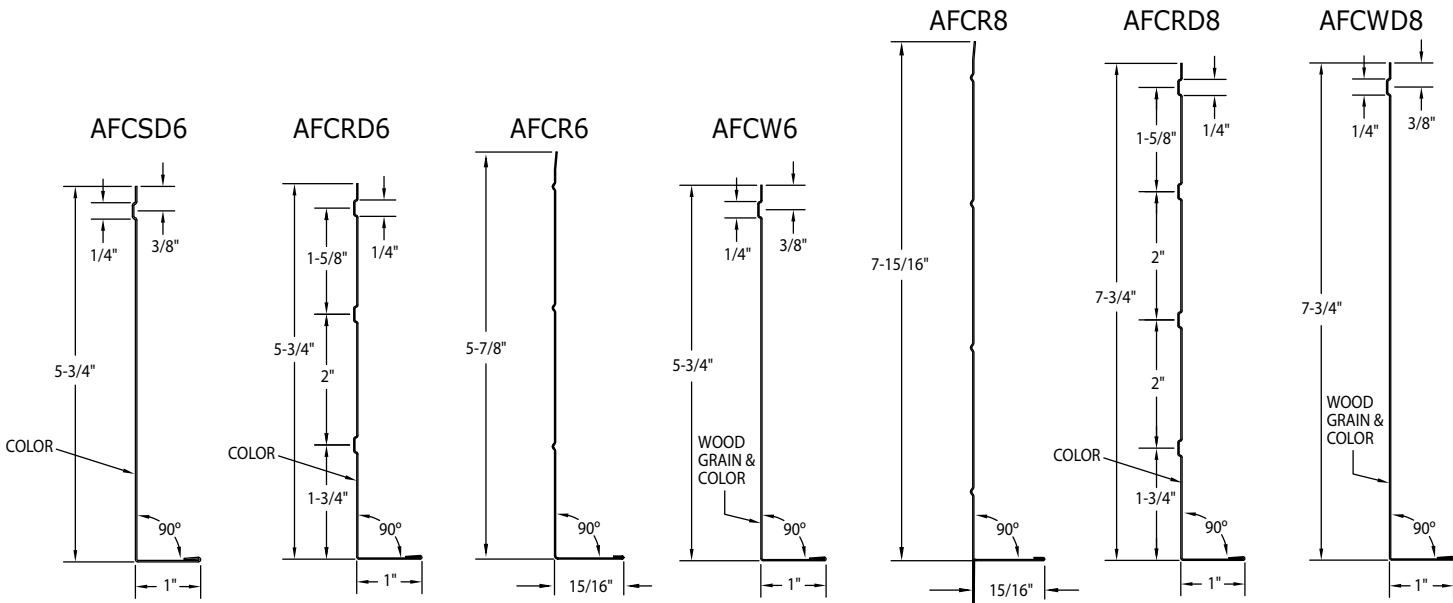 AFCSD6
1/4"
3/8"
5-3/4"
COLOR
90°
1"
AFCRD6
1-5/8"
1/4"
5-3/4"
2"
COLOR
1-3/4"
90°
1"
AFCR6
5-7/8"
90°
15/16"
AFCW6
1/4"
3/8"
5-3/4"
WOOD
GRAIN &
COLOR
90°
1"
AFCR8
7-15/16"
90°
15/16"
AFCRD8
1-5/8"
1/4"
2"
7-3/4"
2"
COLOR
1-3/4"
90°
1"
AFCWD8
1/4"
3/8"
7-3/4"
WOOD
GRAIN &
COLOR
90°
1"